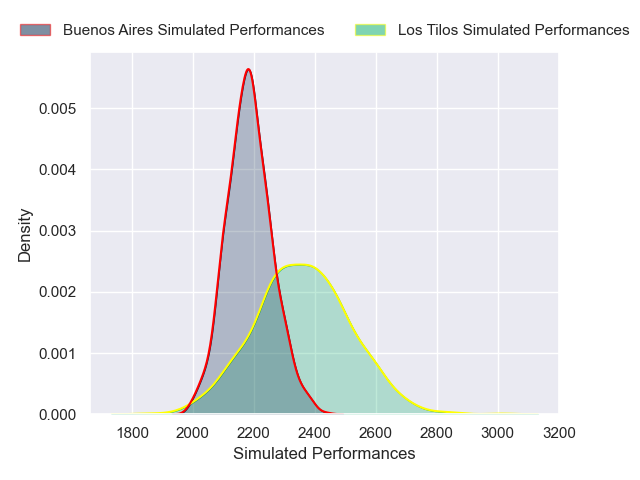 Buenos Aires Simulated Performances Los Tilos Simulated Performances
0.005
0.004
0.003
0.002
0.001
0.000
Density
1800 2000 2200 2400 2600 2800 3000 3200
Simulated Performances